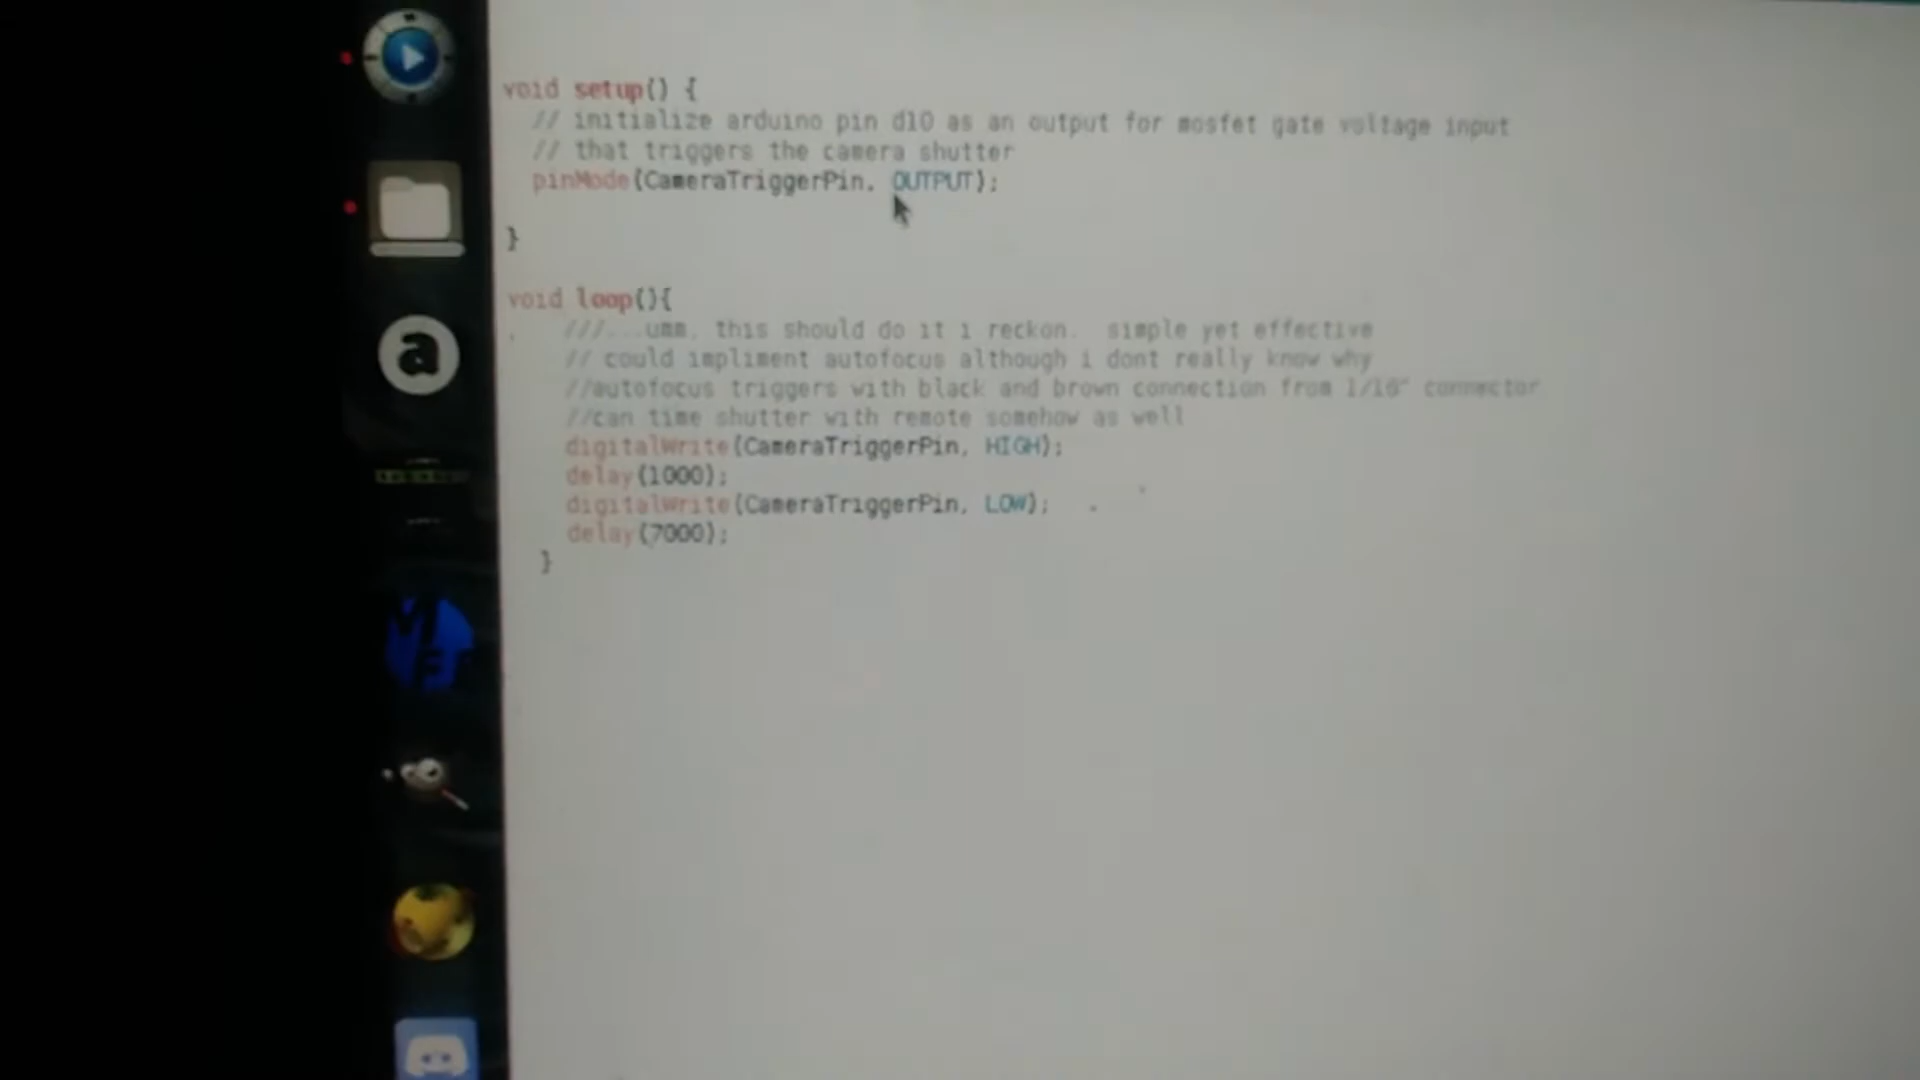 void setup() {
// initialize arduino pin d10 as an output for mosfet gate voltage input
// that triggers the camera shutter
pinMode(CameraTriggerPin, OUTPUT);
}
void loop(){
///...umm, this should do it i reckon. simple yet effective
// could impliment autofocus although i dont really know why
//autofocus triggers with black and brown connection from 1/16" connector
//can time shutter with remote somehow as well
digitalWrite(CameraTriggerPin, HIGH);
delay(1000);
digitalWrite(CameraTriggerPin, LOW);
delay(7000);
}
a